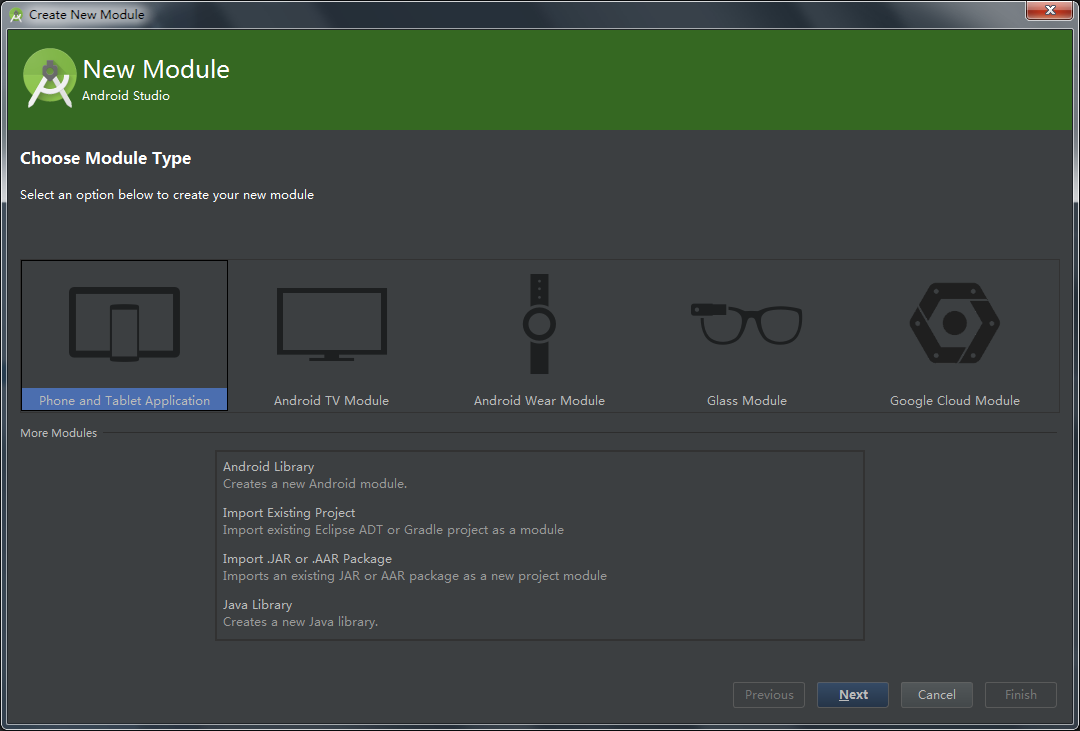 Create New Module
New Module
Android Studio
Choose Module Type
Select an option below to create your new module
Phone and Tablet Application
Android TV Module
Android Wear Module
Glass Module
Google Cloud Module
More Modules
Android Library
Creates a new Android module.
Import Existing Project
Import existing Eclipse ADT or Gradle project as a module
Import .JAR or .AAR Package
Imports an existing JAR or AAR package as a new project module
Java Library
Creates a new Java library.
Previous
Next
Cancel
Finish